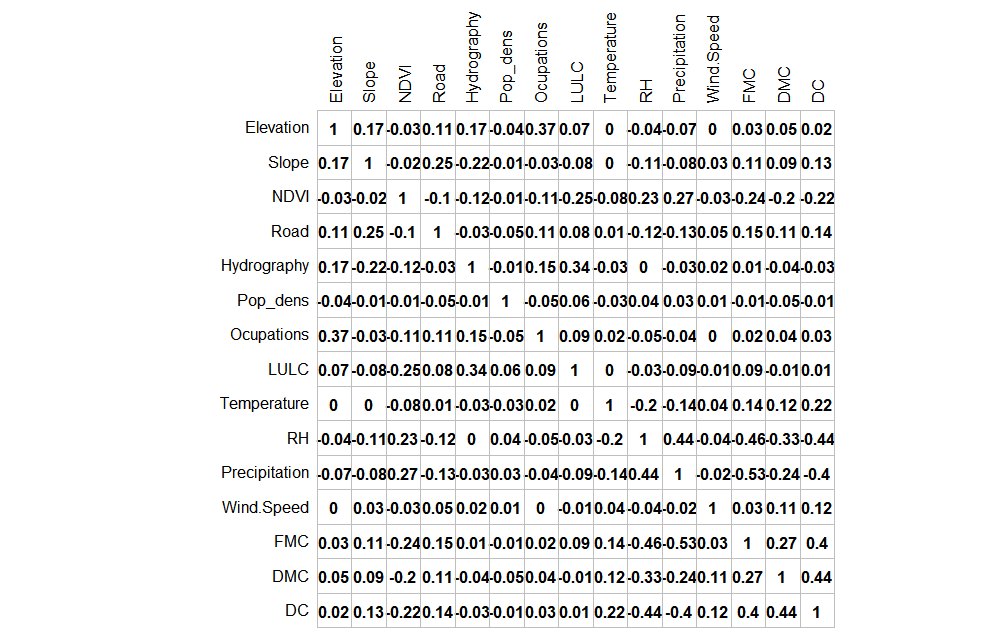 Elevation Slope NDVI Road Hydrography Pop_dens Ocupations LULC Temperature RH Precipitation Wind.Speed FMC DMC DC
Elevation 1 0.17 -0.03 0.11 0.17 -0.04 0.37 0.07 0 -0.04 -0.07 0 0.03 0.05 0.02
Slope 0.17 1 -0.02 0.25 -0.22 -0.01 -0.03 -0.08 0 -0.11 -0.08 0.03 0.11 0.09 0.13
NDVI -0.03 -0.02 1 -0.1 -0.12 -0.01 -0.11 -0.25 -0.08 0.23 0.27 -0.03 -0.24 -0.2 -0.22
Road 0.11 0.25 -0.1 1 -0.03 -0.05 0.11 0.08 0.01 -0.12 -0.13 0.05 0.15 0.11 0.14
Hydrography 0.17 -0.22 -0.12 -0.03 1 -0.01 0.15 0.34 -0.03 0 -0.03 0.02 0.01 -0.04 -0.03
Pop_dens -0.04 -0.01 -0.01 -0.05 -0.01 1 -0.05 0.06 -0.03 0.04 0.03 0.01 -0.01 -0.05 -0.01
Ocupations 0.37 -0.03 -0.11 0.11 0.15 -0.05 1 0.09 0.02 -0.05 -0.04 0 0.02 0.04 0.03
LULC 0.07 -0.08 -0.25 0.08 0.34 0.06 0.09 1 0 -0.03 -0.09 -0.01 0.09 -0.01 0.01
Temperature 0 0 -0.08 0.01 -0.03 -0.03 0.02 0 1 -0.2 -0.14 0.04 0.14 0.12 0.22
RH -0.04 -0.11 0.23 -0.12 0 0.04 -0.05 -0.03 -0.2 1 0.44 -0.04 -0.46 -0.33 -0.44
Precipitation -0.07 -0.08 0.27 -0.13 -0.03 0.03 -0.04 -0.09 -0.14 0.44 1 -0.02 -0.53 -0.24 -0.4
Wind.Speed 0 0.03 -0.03 0.05 0.02 0.01 0 -0.01 0.04 -0.04 -0.02 1 0.03 0.11 0.12
FMC 0.03 0.11 -0.24 0.15 0.01 -0.01 0.02 0.09 0.14 -0.46 -0.53 0.03 1 0.27 0.4
DMC 0.05 0.09 -0.2 0.11 -0.04 -0.05 0.04 -0.01 0.12 -0.33 -0.24 0.11 0.27 1 0.44
DC 0.02 0.13 -0.22 0.14 -0.03 -0.01 0.03 0.01 0.22 -0.44 -0.4 0.12 0.4 0.44 1